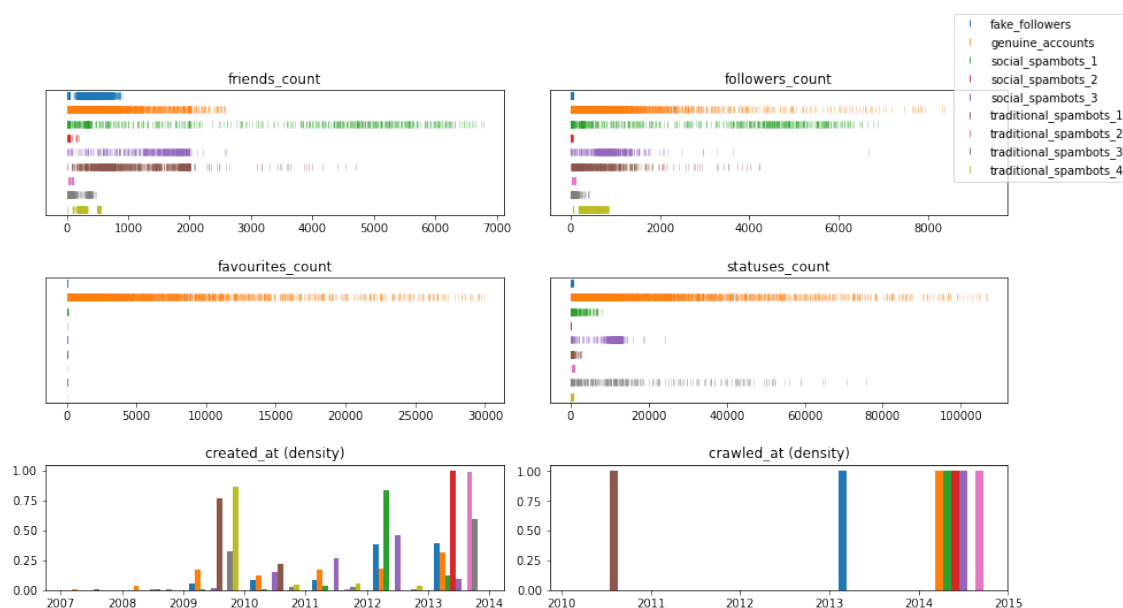 fake_followers
genuine_accounts
social_spambots_1
social_spambots_2
social_spambots_3
traditional_spambots_1
traditional_spambots_2
traditional_spambots_3
traditional_spambots_4
friends_count
0 1000 2000 3000 4000 5000 6000 7000
followers_count
0 2000 4000 6000 8000
favourites_count
0 5000 10000 15000 20000 25000 30000
statuses_count
0 20000 40000 60000 80000 100000
created_at (density)
1.00
0.75
0.50
0.25
0.00
2007 2008 2009 2010 2011 2012 2013 2014
crawled_at (density)
1.00
0.75
0.50
0.25
0.00
2010 2011 2012 2013 2014 2015